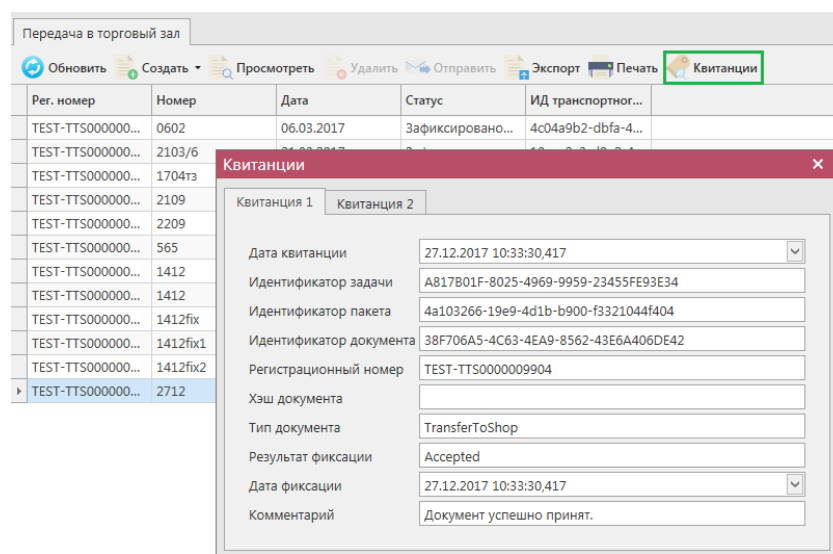 Передача в торговый зал
Обновить Создать Просмотреть Удалить Отправить Экспорт Печать Квитанции
Рег. номер Номер Дата Статус ИД транспортног...
TEST-TTS000000... 0602 06.03.2017 Зафиксировано... 4c04a9b2-dbfa-4...
TEST-TTS000000... 2103/6
TEST-TTS000000... 1704тз
TEST-TTS000000... 2109
TEST-TTS000000... 2209
TEST-TTS000000... 565
TEST-TTS000000... 1412
TEST-TTS000000... 1412
TEST-TTS000000... 1412fix
TEST-TTS000000... 1412fix1
TEST-TTS000000... 1412fix2
TEST-TTS000000... 2712
Квитанции
Квитанция 1 Квитанция 2
Дата квитанции 27.12.2017 10:33:30,417
Идентификатор задачи A817B01F-8025-4969-9959-23455FE93E34
Идентификатор пакета 4a103266-19e9-4d1b-b900-f3321044f404
Идентификатор документа 38F706A5-4C63-4EA9-8562-43E6A406DE42
Регистрационный номер TEST-TTS0000009904
Хэш документа
Тип документа TransferToShop
Результат фиксации Accepted
Дата фиксации 27.12.2017 10:33:30,417
Комментарий Документ успешно принят.